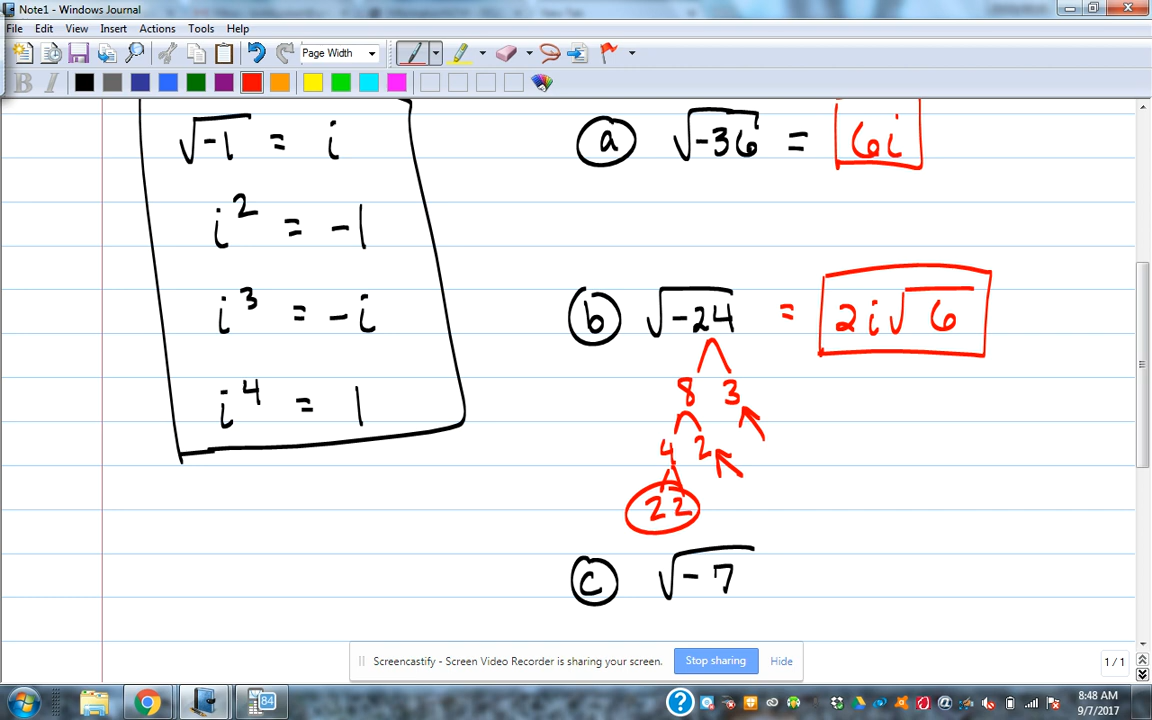 Note1 - Windows Journal
File Edit View Insert Actions Tools Help
Page Width
B I
√-1 = i
i² = -1
i³ = -i
i⁴ = 1
a √-36 = 6i
b √-24 = 2i√6
8 3
4 2
2 2
c √-7
Screencastify - Screen Video Recorder is sharing your screen. Stop sharing Hide
1 / 1
84
8:48 AM
9/7/2017